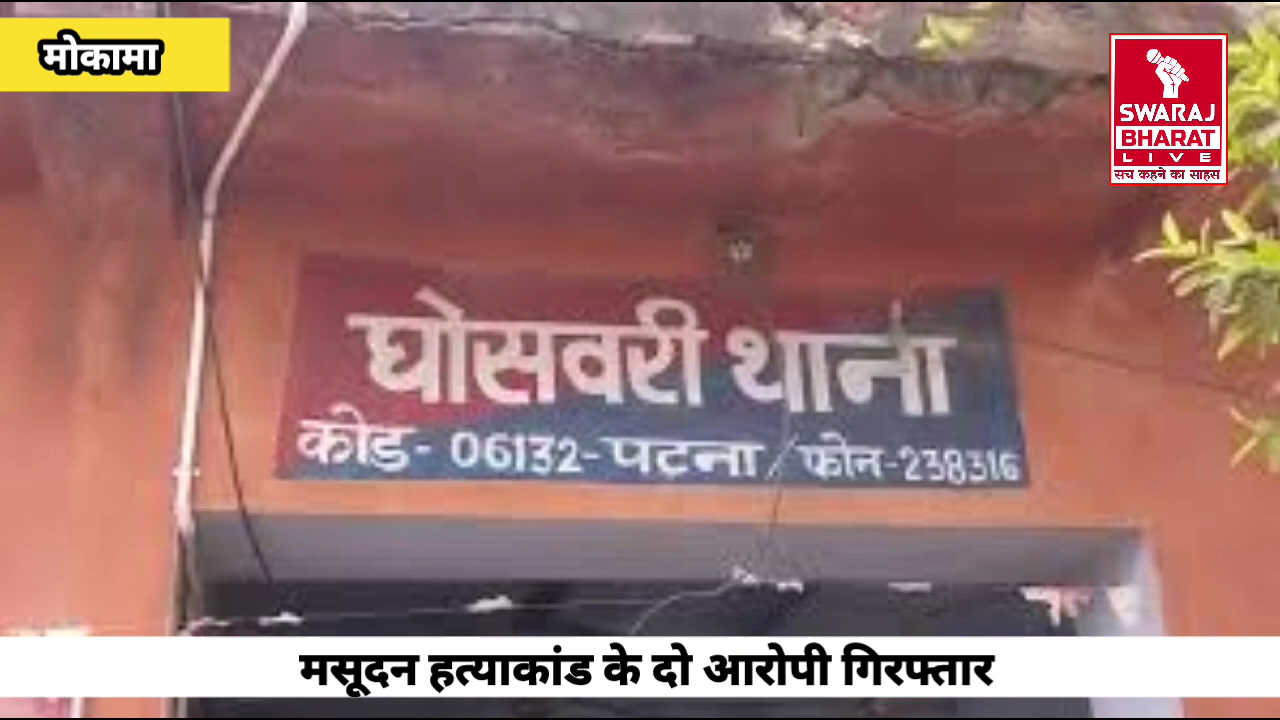 मोकामा
SWARAJ
BHARAT
LIVE
सच कहने का साहस
घोसवरी थाना
कोड- 06132-पटना / फोन-238316
मसूदन हत्याकांड के दो आरोपी गिरफ्तार